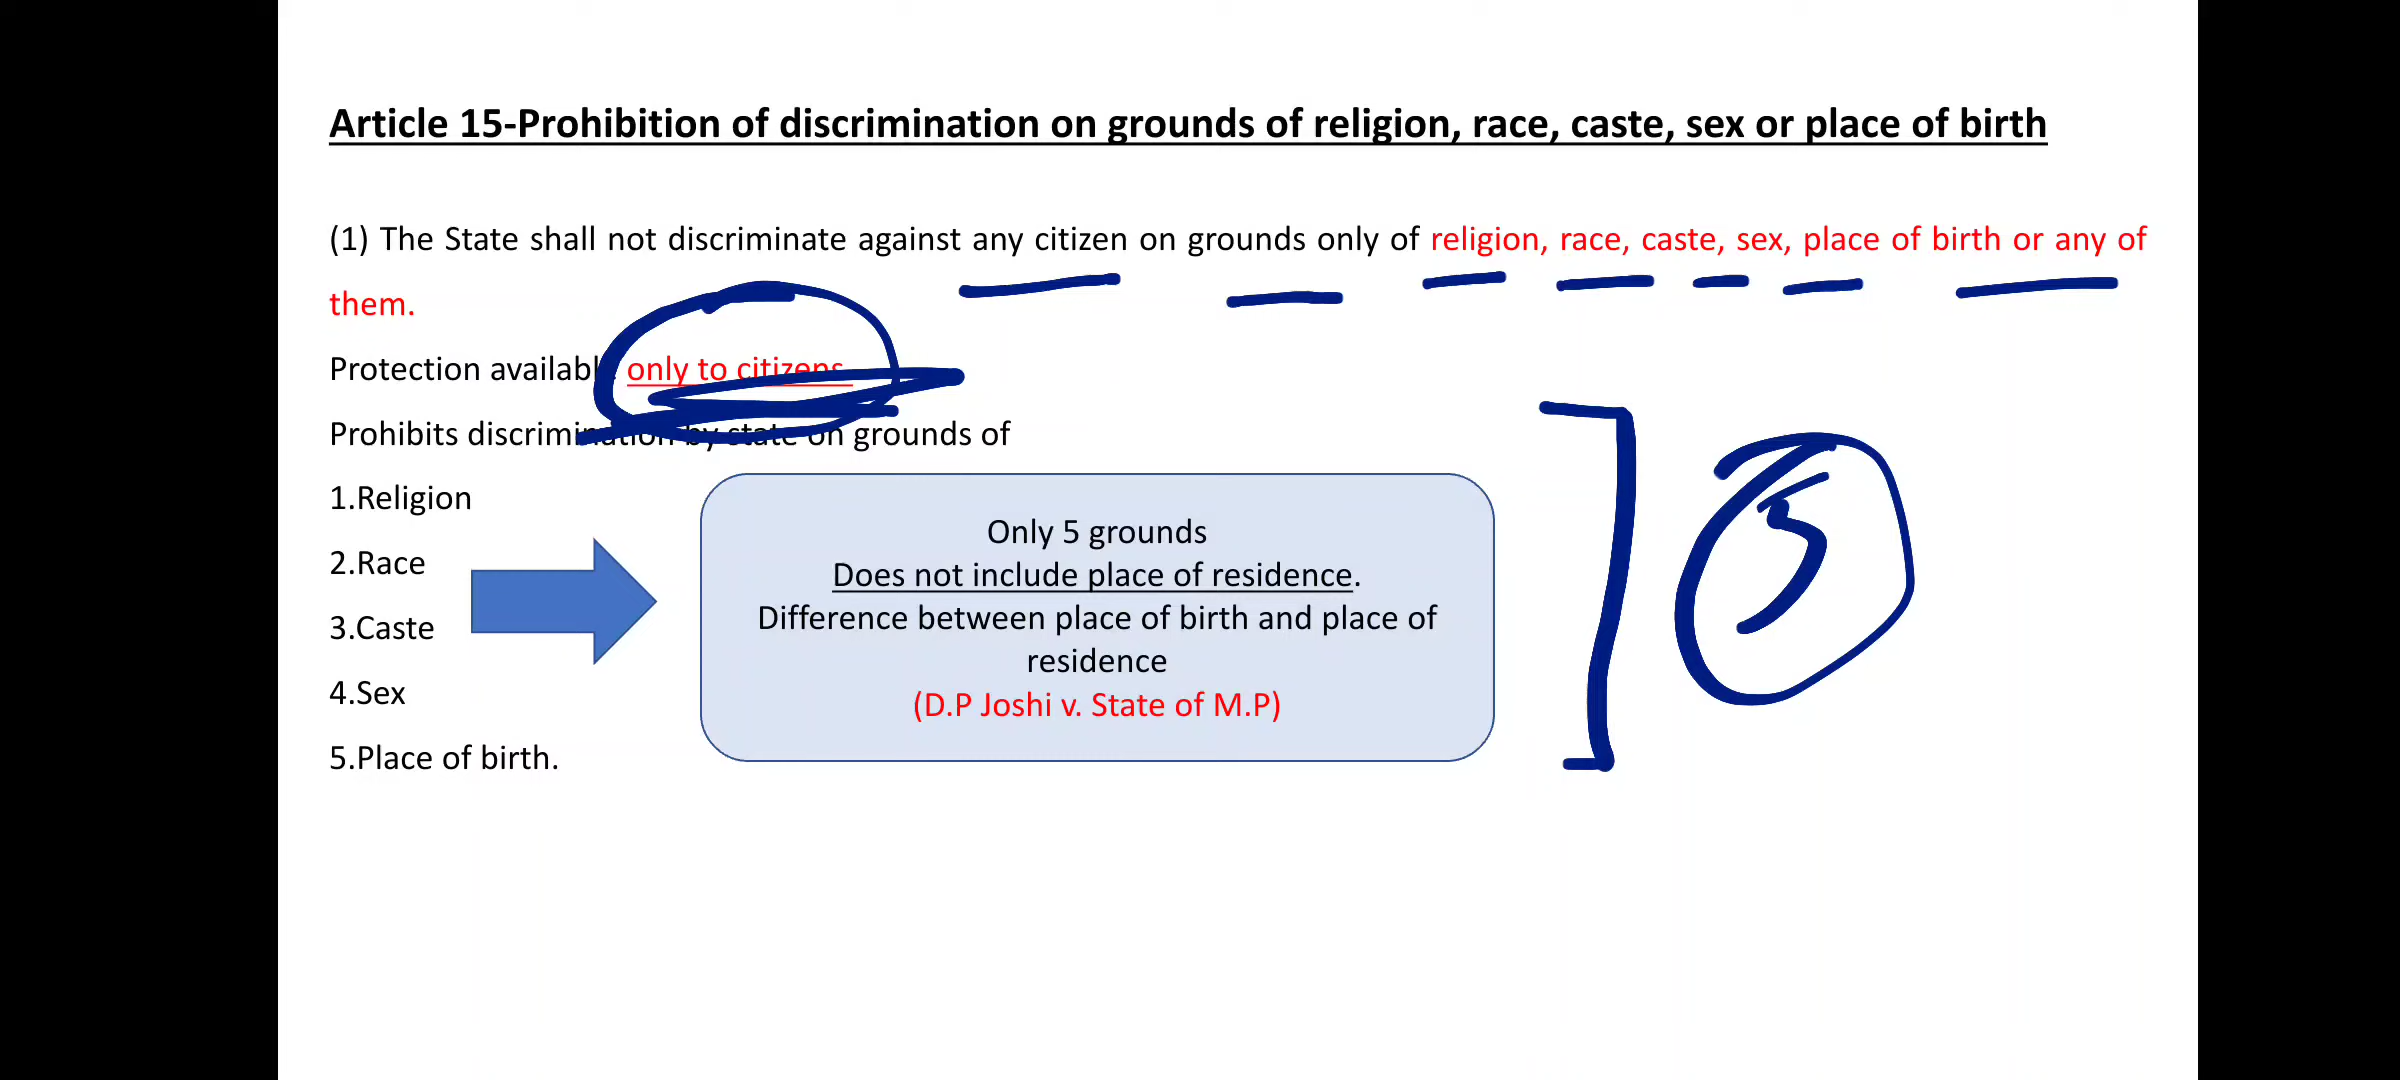 Article 15-Prohibition of discrimination on grounds of religion, race, caste, sex or place of birth
(1) The State shall not discriminate against any citizen on grounds only of religion, race, caste, sex, place of birth or any of
them.
Protection available only to citizens.
Prohibits discrimination by state on grounds of
1.Religion
2.Race
3.Caste
4.Sex
5.Place of birth.
Only 5 grounds
Does not include place of residence.
Difference between place of birth and place of
residence
(D.P Joshi v. State of M.P)
5